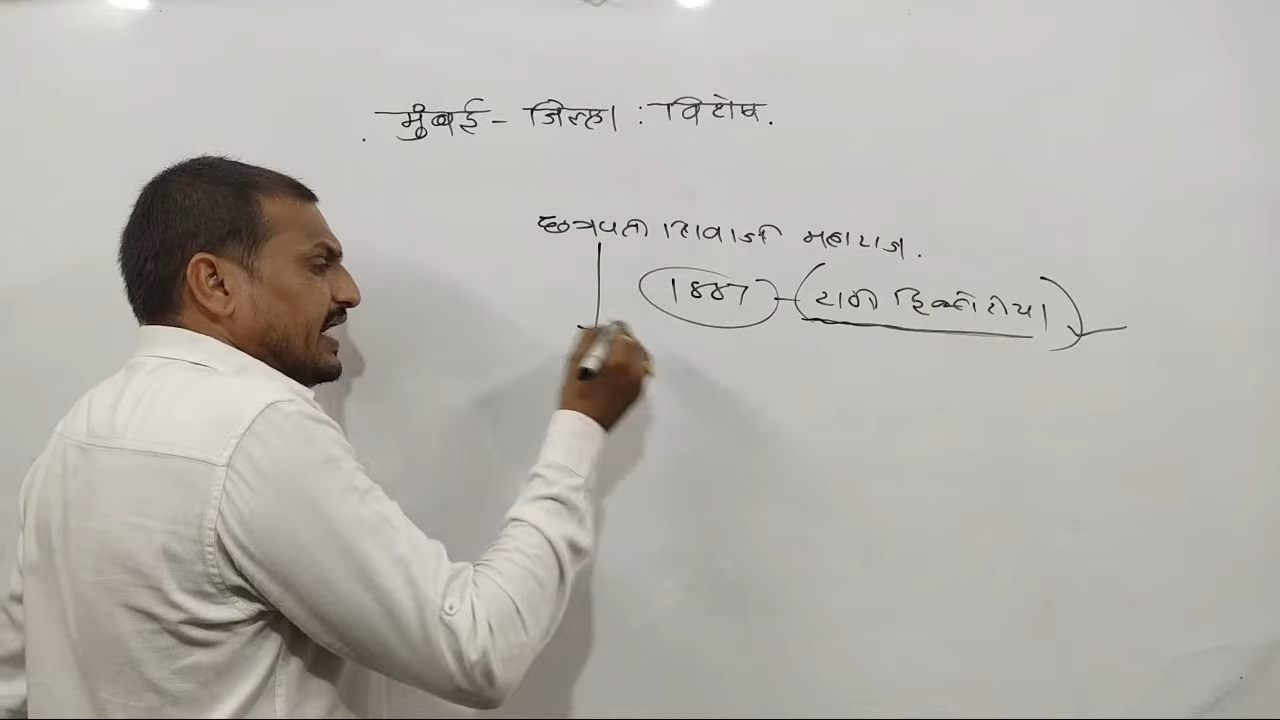 मुंबई - जिल्हा : विशेष.
छत्रपती शिवाजी महाराज.
1887 - (राणी व्हिक्टोरीया)